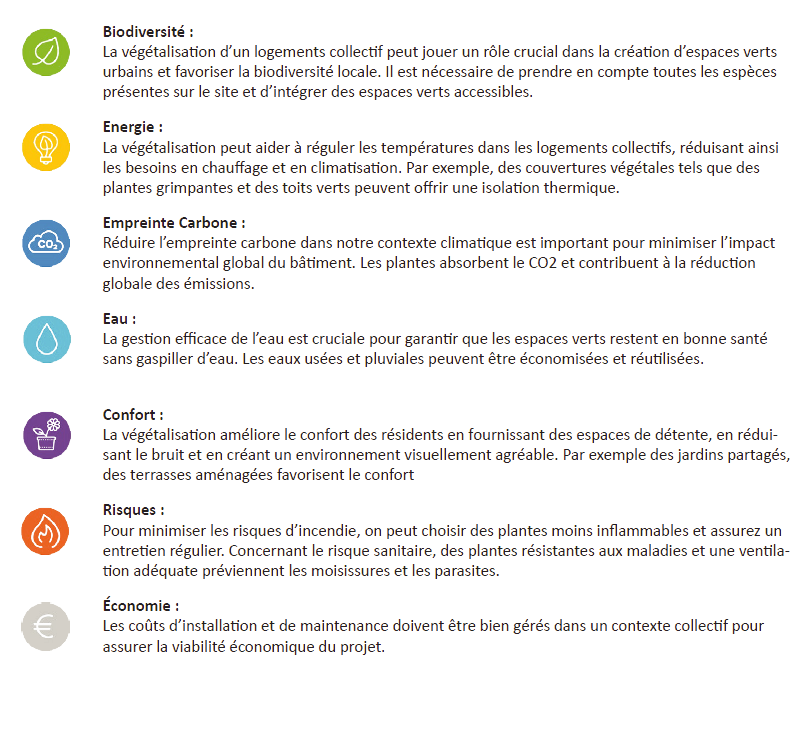 Biodiversité :
La végétalisation d’un logements collectif peut jouer un rôle crucial dans la création d’espaces verts
urbains et favoriser la biodiversité locale. Il est nécessaire de prendre en compte toutes les espèces
présentes sur le site et d’intégrer des espaces verts accessibles.
Energie :
La végétalisation peut aider à réguler les températures dans les logements collectifs, réduisant ainsi
les besoins en chauffage et en climatisation. Par exemple, des couvertures végétales tels que des
plantes grimpantes et des toits verts peuvent offrir une isolation thermique.
CO2
Empreinte Carbone :
Réduire l’empreinte carbone dans notre contexte climatique est important pour minimiser l’impact
environnemental global du bâtiment. Les plantes absorbent le CO2 et contribuent à la réduction
globale des émissions.
Eau :
La gestion efficace de l’eau est cruciale pour garantir que les espaces verts restent en bonne santé
sans gaspiller d’eau. Les eaux usées et pluviales peuvent être économisées et réutilisées.
Confort :
La végétalisation améliore le confort des résidents en fournissant des espaces de détente, en rédui-
sant le bruit et en créant un environnement visuellement agréable. Par exemple des jardins partagés,
des terrasses aménagées favorisent le confort
Risques :
Pour minimiser les risques d’incendie, on peut choisir des plantes moins inflammables et assurez un
entretien régulier. Concernant le risque sanitaire, des plantes résistantes aux maladies et une ventila-
tion adéquate préviennent les moisissures et les parasites.
€
Économie :
Les coûts d’installation et de maintenance doivent être bien gérés dans un contexte collectif pour
assurer la viabilité économique du projet.